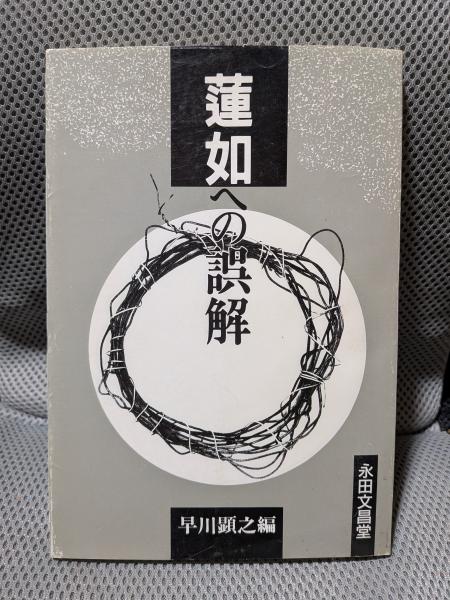 蓮如への誤解
早川顕之編
永田文昌堂